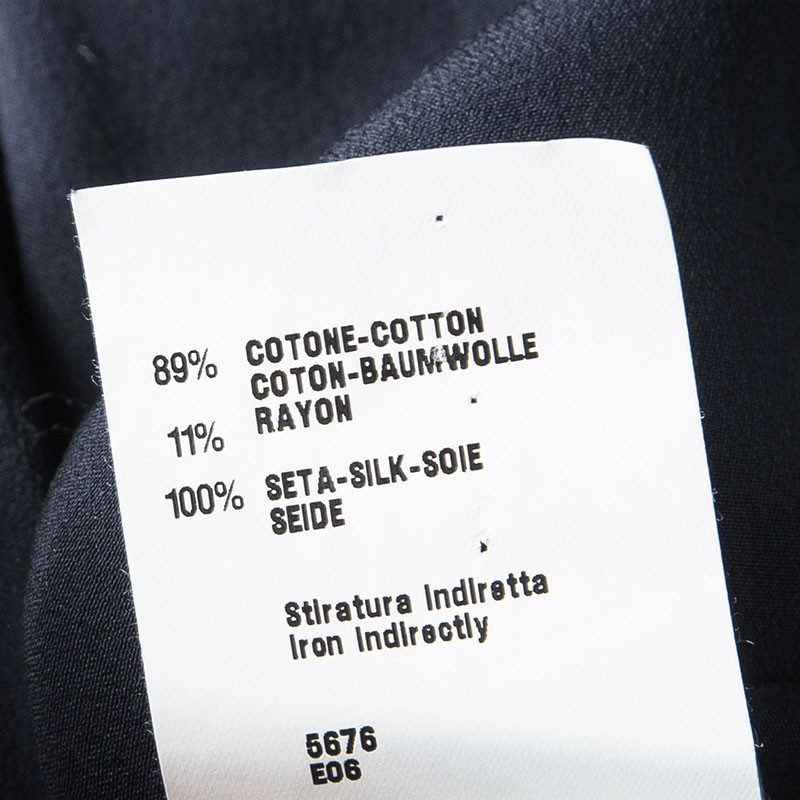 89% COTONE-COTTON
COTON-BAUMWOLLE
11% RAYON
100% SETA-SILK-SOIE
SEIDE
Stiratura Indiretta
Iron Indirectly
5676
E06